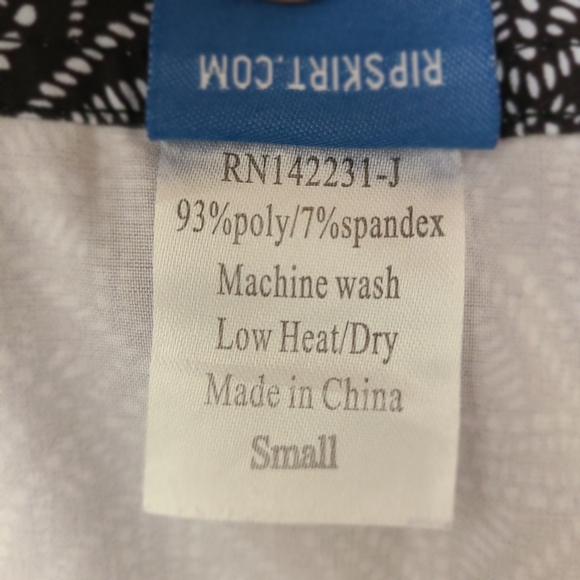 RIPSKIRT.COM
RN142231-J
93%poly/7%spandex
Machine wash
Low Heat/Dry
Made in China
Small